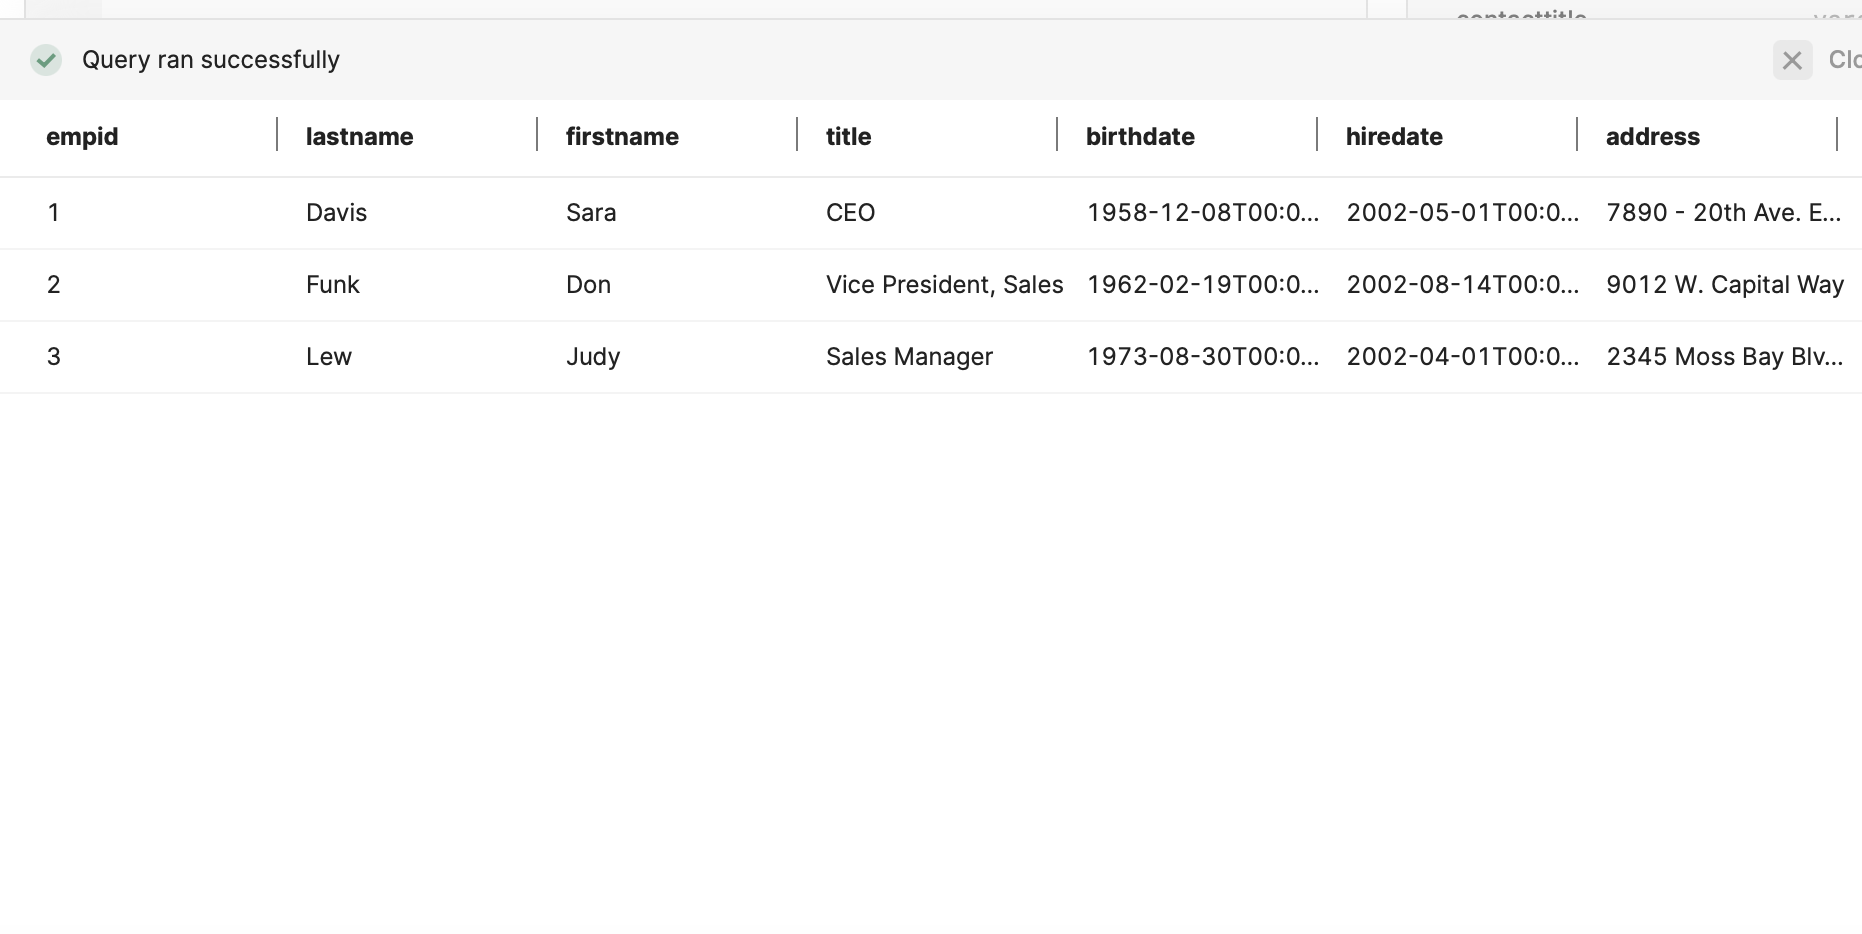 Query ran successfully
empid lastname firstname title birthdate hiredate address
1 Davis Sara CEO 1958-12-08T00:0... 2002-05-01T00:0... 7890 - 20th Ave. E...
2 Funk Don Vice President, Sales 1962-02-19T00:0... 2002-08-14T00:0... 9012 W. Capital Way
3 Lew Judy Sales Manager 1973-08-30T00:0... 2002-04-01T00:0... 2345 Moss Bay Blv...